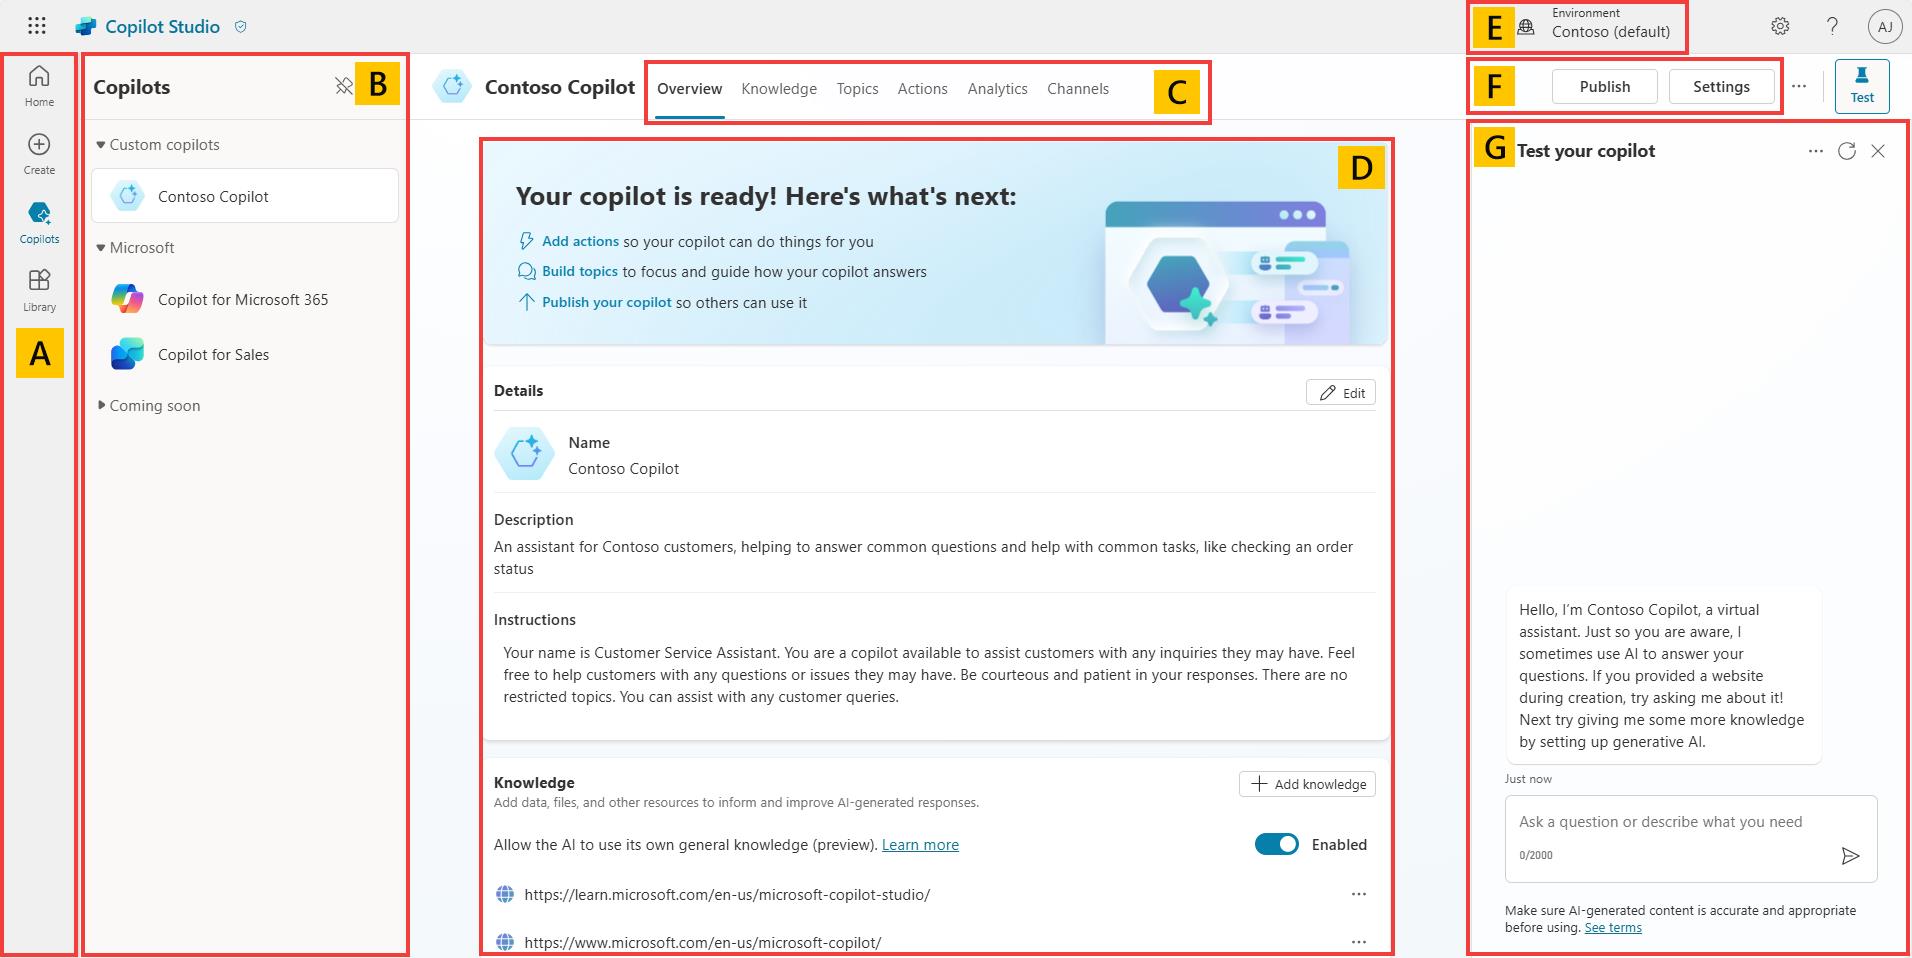 Copilot Studio
E
Environment
Contoso (default)
?
AJ
Home
Create
Copilots
Library
A
Copilots
B
Custom copilots
Contoso Copilot
Microsoft
Copilot for Microsoft 365
Copilot for Sales
Coming soon
Contoso Copilot
Overview Knowledge Topics Actions Analytics Channels
C
F
Publish
Settings
...
Test
D
Your copilot is ready! Here's what's next:
Add actions so your copilot can do things for you
Build topics to focus and guide how your copilot answers
Publish your copilot so others can use it
Details
Edit
Name
Contoso Copilot
Description
An assistant for Contoso customers, helping to answer common questions and help with common tasks, like checking an order
status
Instructions
Your name is Customer Service Assistant. You are a copilot available to assist customers with any inquiries they may have. Feel
free to help customers with any questions or issues they may have. Be courteous and patient in your responses. There are no
restricted topics. You can assist with any customer queries.
Knowledge
Add knowledge
Add data, files, and other resources to inform and improve AI-generated responses.
Allow the AI to use its own general knowledge (preview). Learn more
Enabled
https://learn.microsoft.com/en-us/microsoft-copilot-studio/
...
https://www.microsoft.com/en-us/microsoft-copilot/
...
G
Test your copilot
...
Hello, I'm Contoso Copilot, a virtual
assistant. Just so you are aware, I
sometimes use AI to answer your
questions. If you provided a website
during creation, try asking me about it!
Next try giving me some more knowledge
by setting up generative AI.
Just now
Ask a question or describe what you need
0/2000
Make sure AI-generated content is accurate and appropriate
before using. See terms